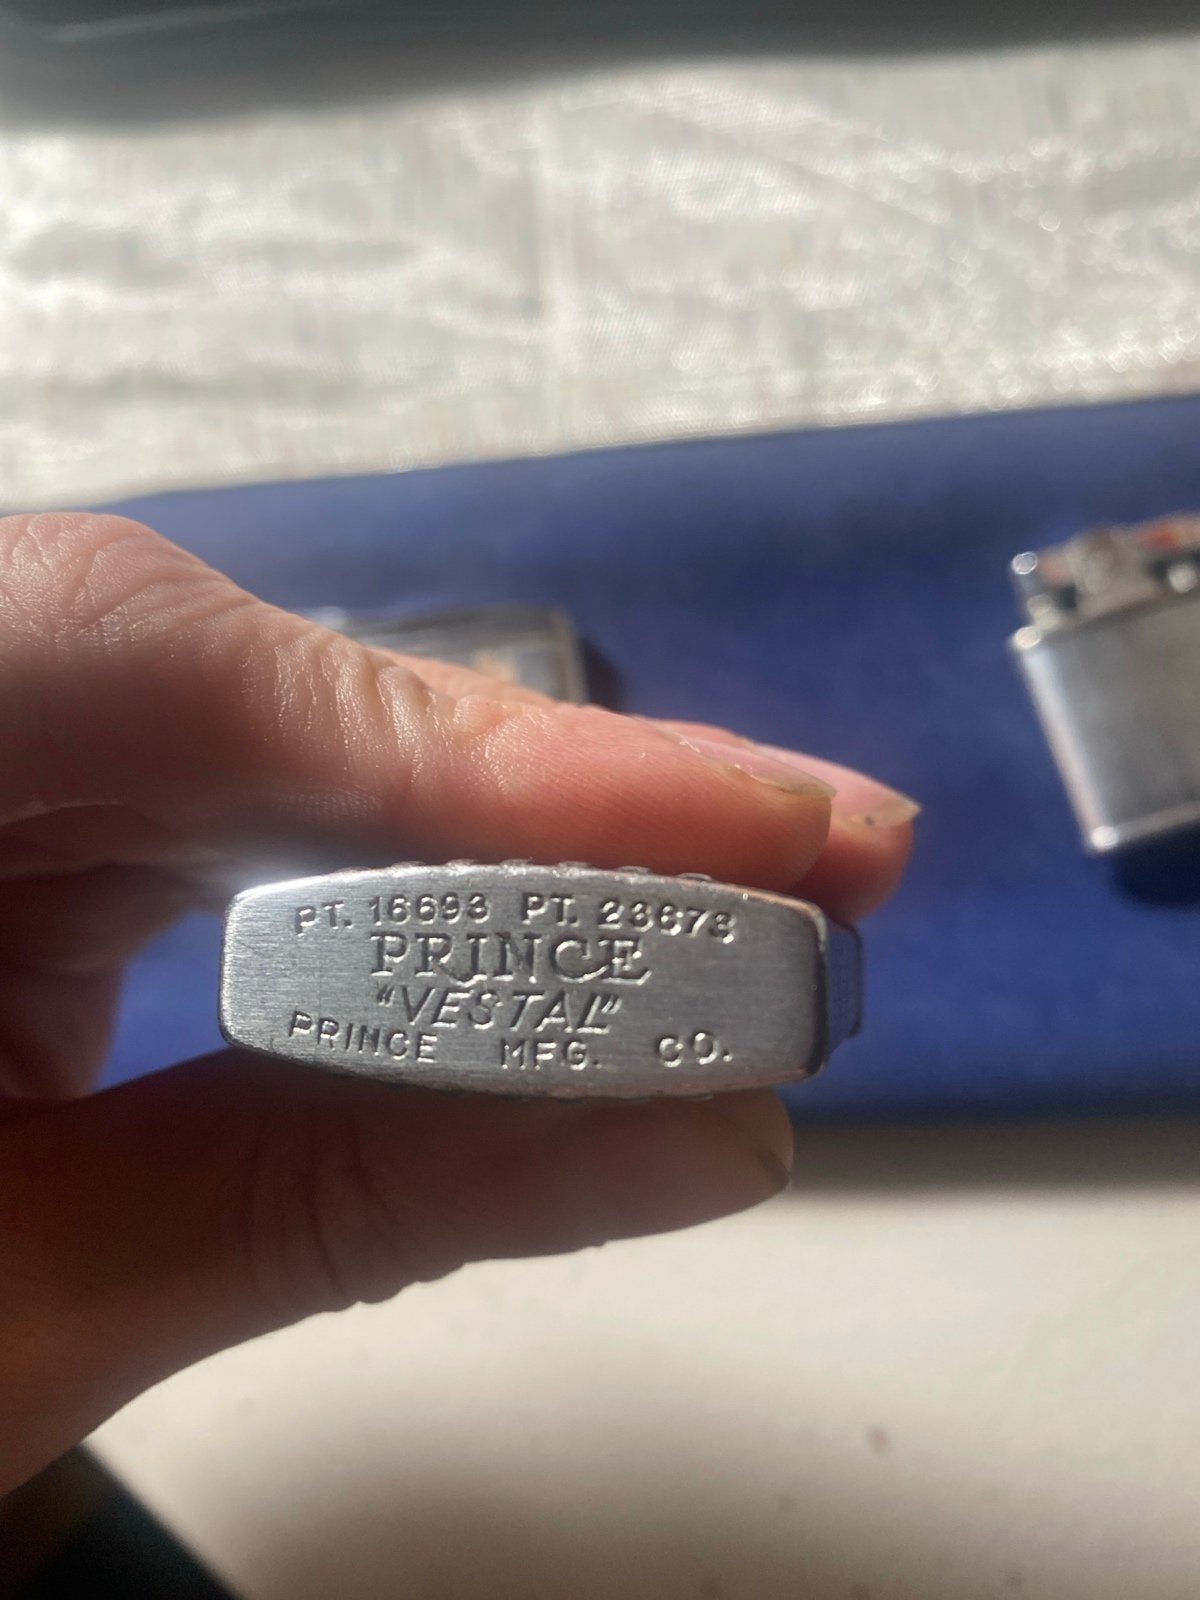 PT. 16693 PT. 23673
PRINCE
"VESTAL"
PRINCE MFG. CO.